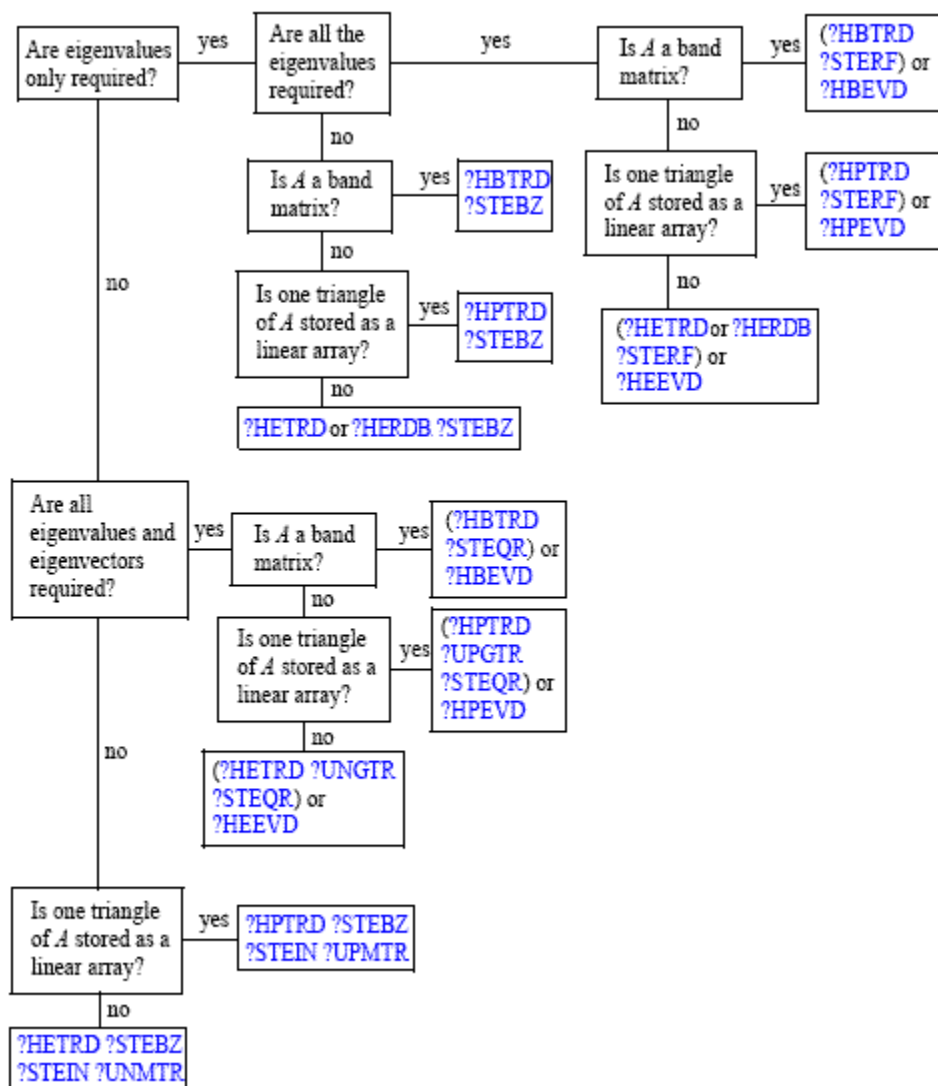 Are eigenvalues
only required?
yes
Are all the
eigenvalues
required?
yes
Is A a band
matrix?
yes
(?HBTRD
?STERF) or
?HBEVD
no
no
Is A a band
matrix?
yes
?HBTRD
?STEBZ
Is one triangle
of A stored as a
linear array?
yes
(?HPTRD
?STERF) or
?HPEVD
no
no
no
Is one triangle
of A stored as a
linear array?
yes
?HPTRD
?STEBZ
(?HETRD or ?HERDB
?STERF) or
?HEEVD
no
?HETRD or ?HERDB ?STEBZ
Are all
eigenvalues and
eigenvectors
required?
yes
Is A a band
matrix?
yes
(?HBTRD
?STEQR) or
?HBEVD
no
Is one triangle
of A stored as a
linear array?
yes
(?HPTRD
?UPGTR
?STEQR) or
?HPEVD
no
no
(?HETRD ?UNGTR
?STEQR) or
?HEEVD
Is one triangle
of A stored as a
linear array?
yes
?HPTRD ?STEBZ
?STEIN ?UPMTR
no
?HETRD ?STEBZ
?STEIN ?UNMTR